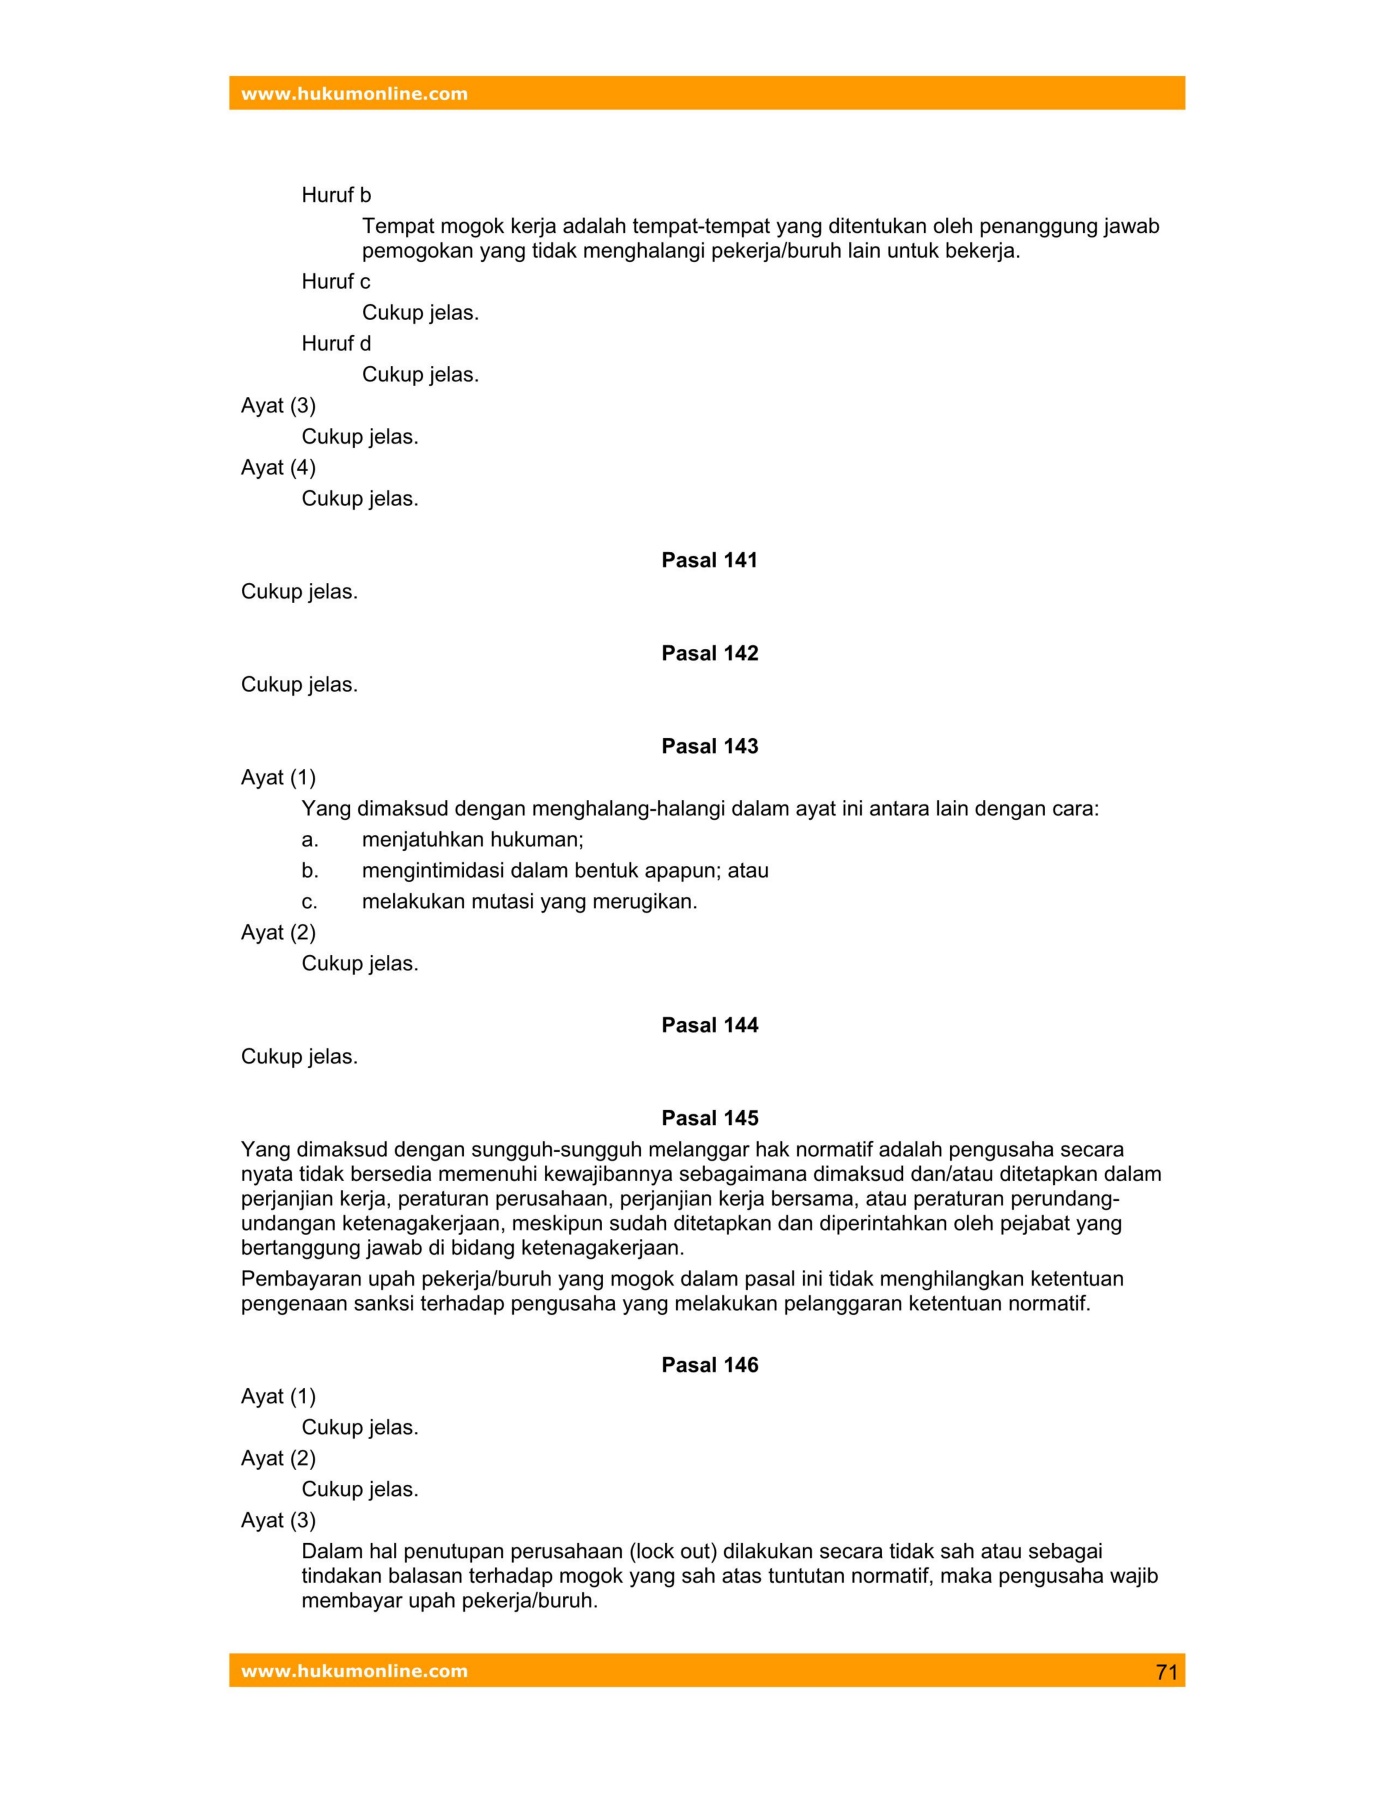 www.hukumonline.com
Huruf b
Tempat mogok kerja adalah tempat-tempat yang ditentukan oleh penanggung jawab
pemogokan yang tidak menghalangi pekerja/buruh lain untuk bekerja.
Huruf c
Cukup jelas.
Huruf d
Cukup jelas.
Ayat (3)
Cukup jelas.
Ayat (4)
Cukup jelas.
Pasal 141
Cukup jelas.
Pasal 142
Cukup jelas.
Pasal 143
Ayat (1)
Yang dimaksud dengan menghalang-halangi dalam ayat ini antara lain dengan cara:
a. menjatuhkan hukuman;
b. mengintimidasi dalam bentuk apapun; atau
c. melakukan mutasi yang merugikan.
Ayat (2)
Cukup jelas.
Pasal 144
Cukup jelas.
Pasal 145
Yang dimaksud dengan sungguh-sungguh melanggar hak normatif adalah pengusaha secara
nyata tidak bersedia memenuhi kewajibannya sebagaimana dimaksud dan/atau ditetapkan dalam
perjanjian kerja, peraturan perusahaan, perjanjian kerja bersama, atau peraturan perundang-
undangan ketenagakerjaan, meskipun sudah ditetapkan dan diperintahkan oleh pejabat yang
bertanggung jawab di bidang ketenagakerjaan.
Pembayaran upah pekerja/buruh yang mogok dalam pasal ini tidak menghilangkan ketentuan
pengenaan sanksi terhadap pengusaha yang melakukan pelanggaran ketentuan normatif.
Pasal 146
Ayat (1)
Cukup jelas.
Ayat (2)
Cukup jelas.
Ayat (3)
Dalam hal penutupan perusahaan (lock out) dilakukan secara tidak sah atau sebagai
tindakan balasan terhadap mogok yang sah atas tuntutan normatif, maka pengusaha wajib
membayar upah pekerja/buruh.
www.hukumonline.com 71